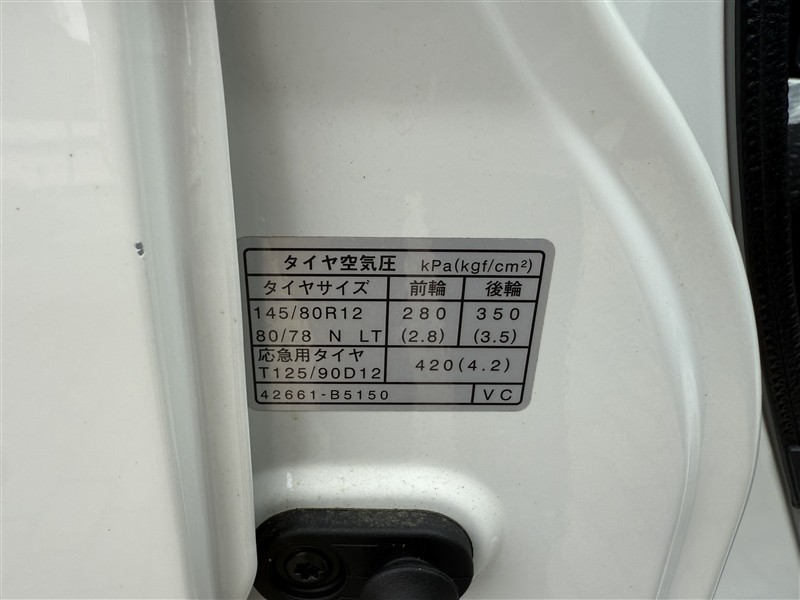 タイヤ空気圧 kPa(kgf/cm²)
タイヤサイズ 前輪 後輪
145/80R12 280 350
80/78 N LT (2.8) (3.5)
応急用タイヤ
T125/90D12 420(4.2)
42661-B5150 VC